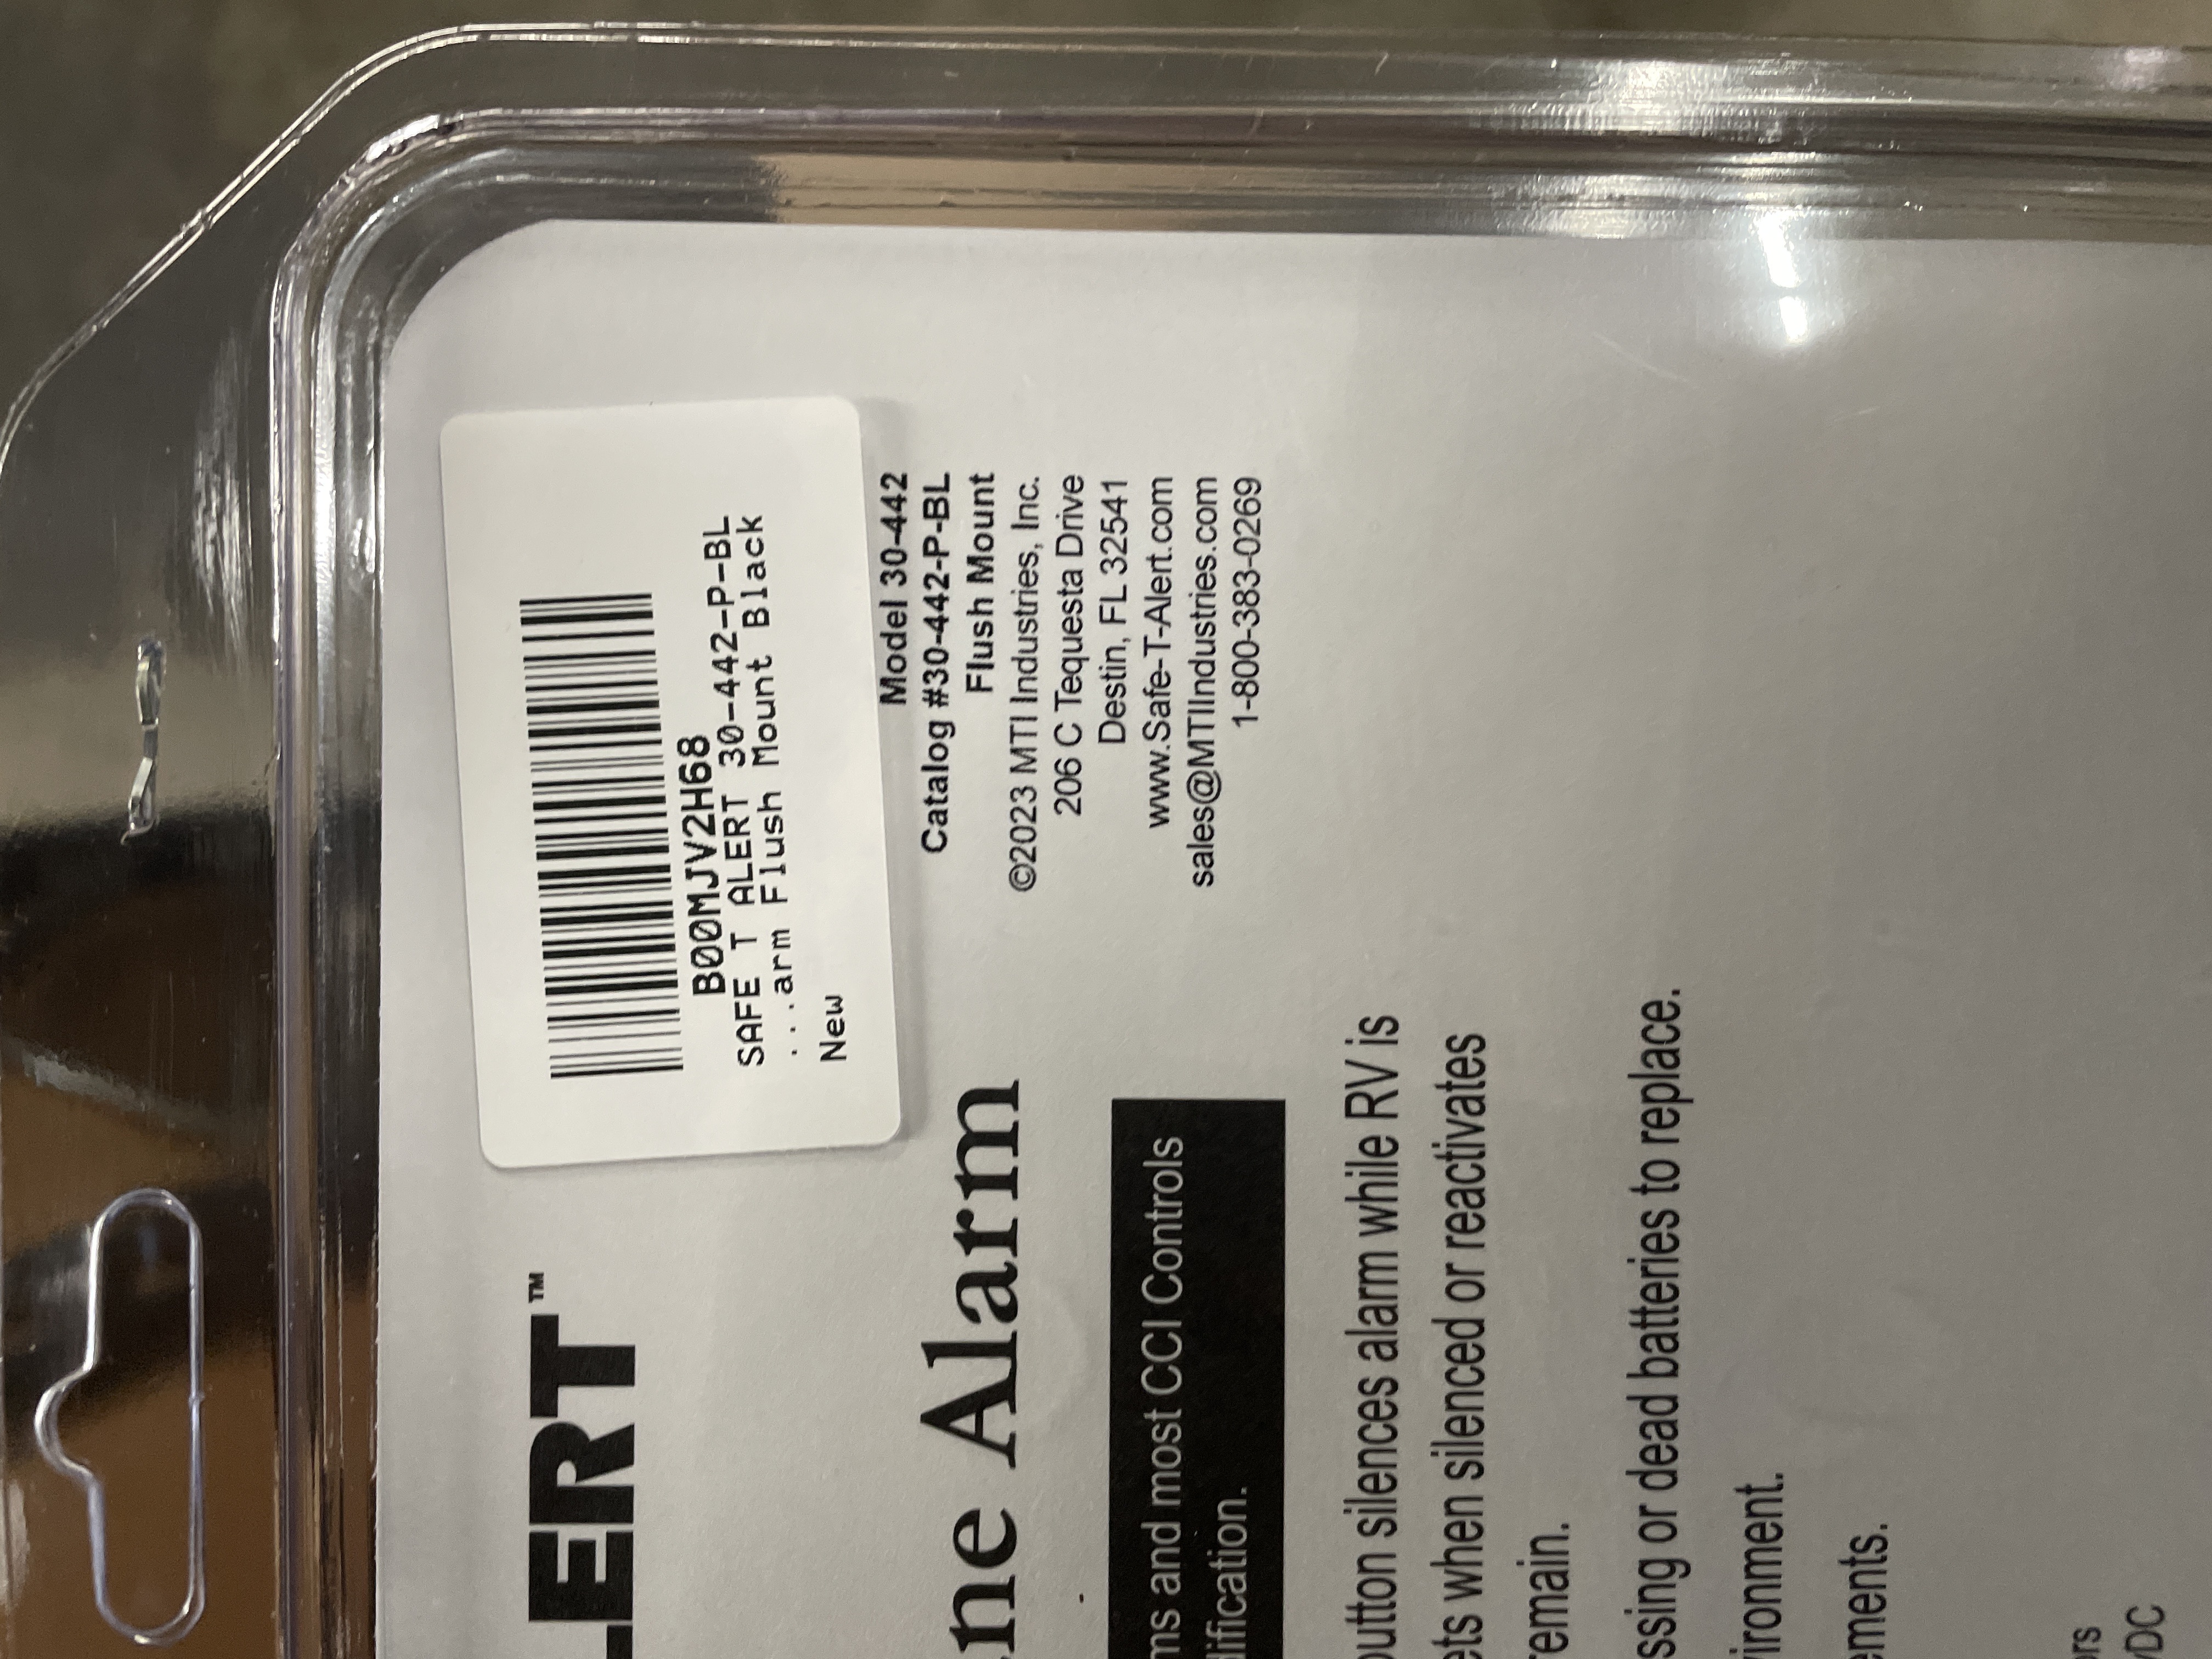 B00MJV2H68
SAFE T ALERT 30-442-P-BL
...arm Flush Mount Black
New
ERT™
ne Alarm
Model 30-442
Catalog #30-442-P-BL
Flush Mount
©2023 MTI Industries, Inc.
206 C Tequesta Drive
Destin, FL 32541
www.Safe-T-Alert.com
sales@MTIIndustries.com
1-800-383-0269
ms and most CCI Controls
dification.
button silences alarm while RV is
ets when silenced or reactivates
remain.
ssing or dead batteries to replace.
vironment.
ements.
ors
VDC